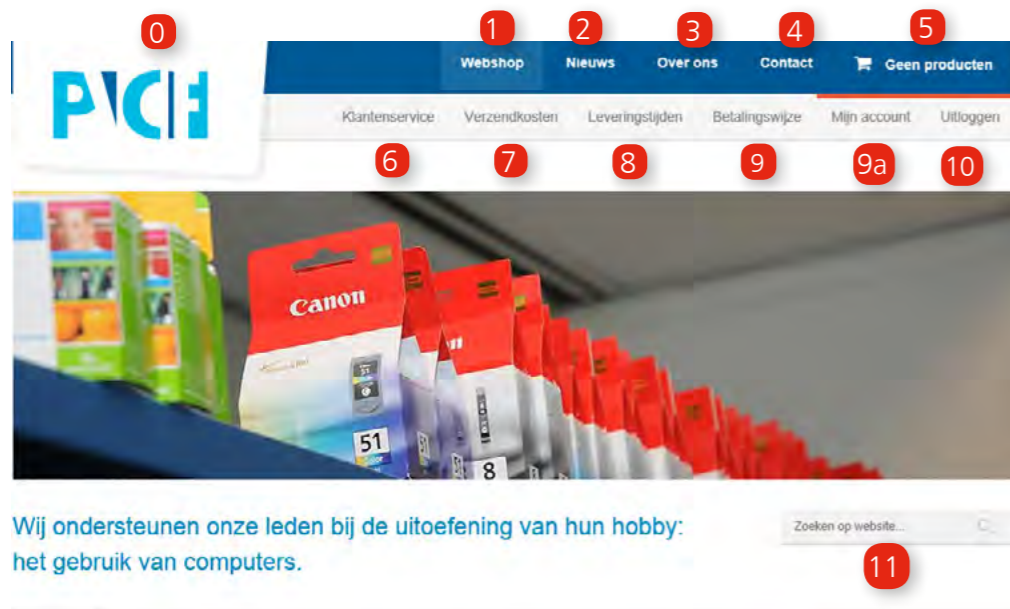 0 1 2 3 4 5
Webshop Nieuws Over ons Contact Geen producten
Klantenservice Verzendkosten Leveringstijden Betalingswijze Mijn account Uitloggen
6 7 8 9 9a 10
Canon
51
51
Color
8
Wij ondersteunen onze leden bij de uitoefening van hun hobby:
het gebruik van computers.
Zoeken op website...
11